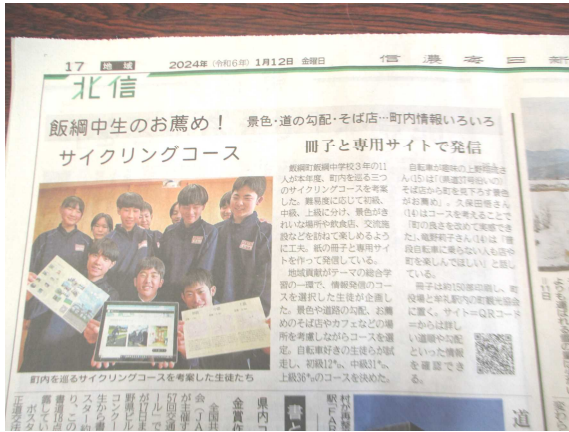 17 地域 2024年(令和6年)1月12日 金曜日 信濃毎日新
北信
飯綱中生のお薦め! 景色・道の勾配・そば店…町内情報いろいろ
サイクリングコース
冊子と専用サイトで発信
飯綱町飯綱中学校3年の11
人が本年度、町内を巡る三つ
のサイクリングコースを考案
した。難易度に応じて初級、
中級、上級に分け、景色がき
れいな場所や飲食店、交流施
設などを訪ねて楽しめるよう
に工夫。紙の冊子と専用サイ
トを作って発信している。
地域貢献がテーマの総合学
習の一環で、情報発信のコー
スを選択した生徒が企画し
た。景色や道路の勾配、お薦
めのそば店やカフェなどの場
所を考慮しながらコースを選
定。自転車好きの生徒らが試
走し、初級12㌔、中級31㌔、
上級36㌔のコースを決めた。
自転車が趣味の上野
さん(15)は「県道37号沿いの
そば店から町を見下ろす景色
がお薦め」。久保田悟さん
(14)はコースを考えることで
「町の良さを改めて実感でき
た」、竜野莉子さん(14)は「普
段自転車に乗らない人も店や
町を楽しんでほしい」と話し
ている。
冊子は約150部印刷し、町
役場と牟礼駅内の町観光協会
に置く。サイト=QRコード
=からは詳し
い道順や勾配
といった情報
を確認でき
る。
町内を巡るサイクリングコースを考案した生徒たち